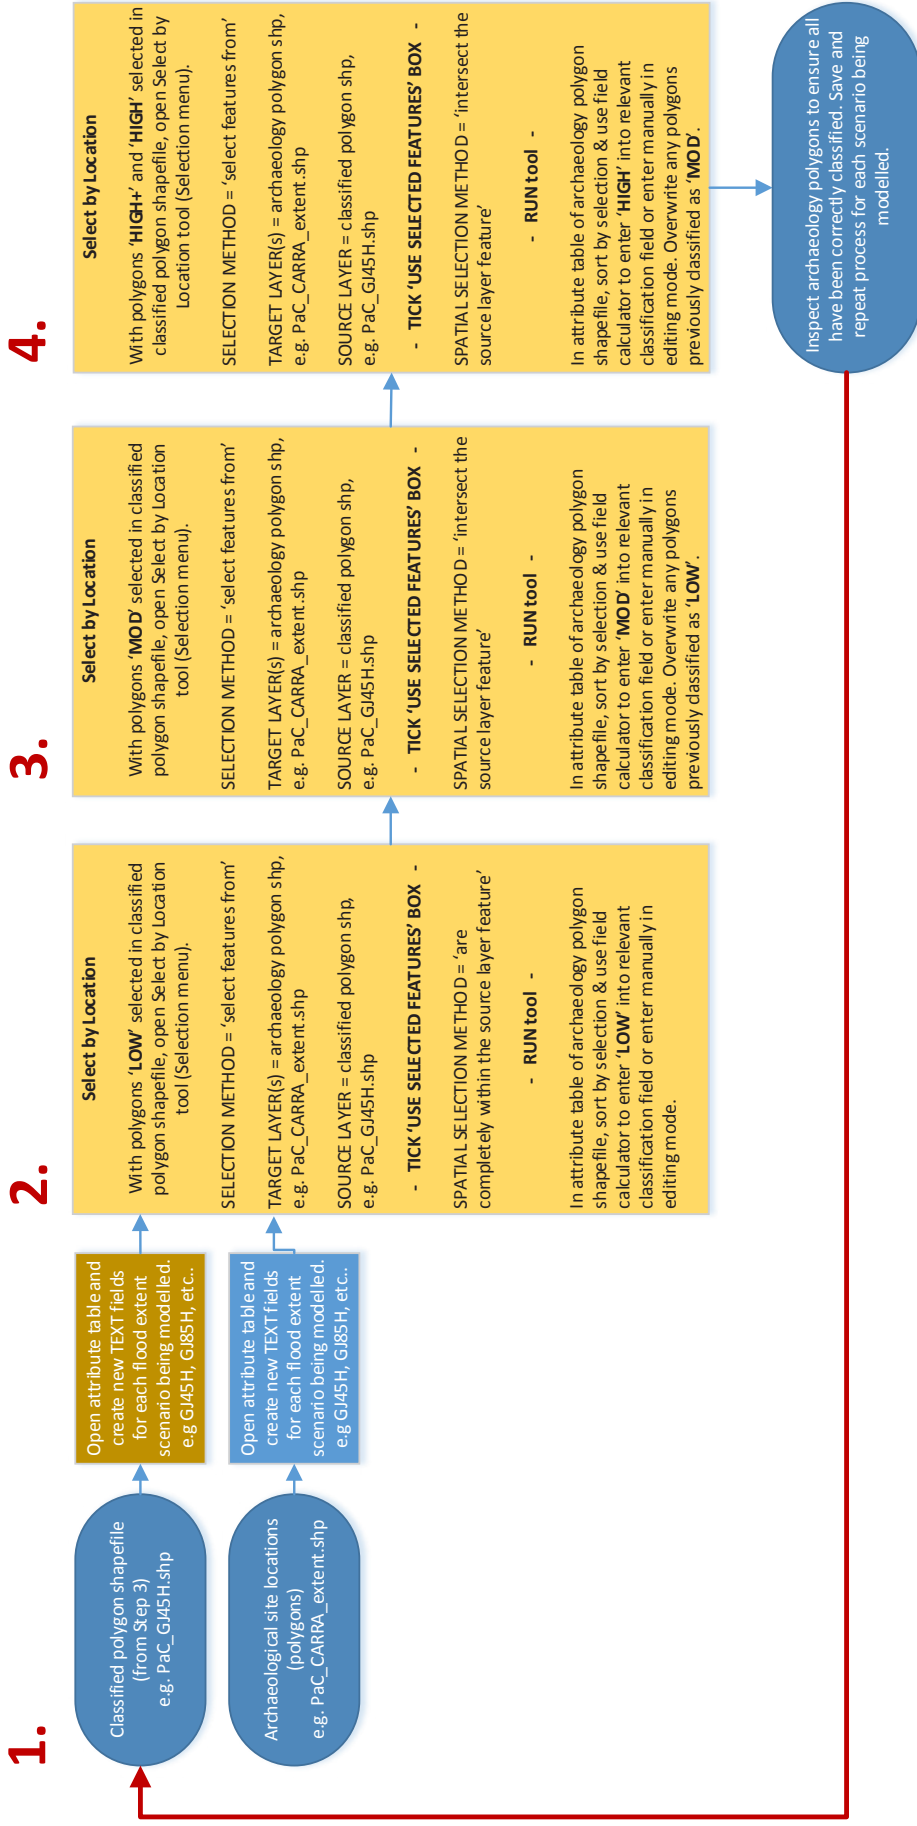 1.
Classified polygon shapefile
(from Step 3)
e.g. PaC_GJ45H.shp
Archaeological site locations
(polygons)
e.g. PaC_CARRA_extent.shp
Open attribute table and
create new TEXT fields
for each flood extent
scenario being modelled.
e.g GJ45H, GJ85H, etc..
Open attribute table and
create new TEXT fields
for each flood extent
scenario being modelled.
e.g GJ45H, GJ85H, etc..
2.
Select by Location
With polygons ‘LOW’ selected in classified
polygon shapefile, open Select by Location
tool (Selection menu).
SELECTION METHOD = ‘select features from’
TARGET LAYER(s) = archaeology polygon shp,
e.g. PaC_CARRA_extent.shp
SOURCE LAYER = classified polygon shp,
e.g. PaC_GJ45H.shp
- TICK ‘USE SELECTED FEATURES’ BOX -
SPATIAL SELECTION METHOD = ‘are
completely within the source layer feature’
- RUN tool -
In attribute table of archaeology polygon
shapefile, sort by selection & use field
calculator to enter ‘LOW’ into relevant
classification field or enter manually in
editing mode.
3.
Select by Location
With polygons ‘MOD’ selected in classified
polygon shapefile, open Select by Location
tool (Selection menu).
SELECTION METHOD = ‘select features from’
TARGET LAYER(s) = archaeology polygon shp,
e.g. PaC_CARRA_extent.shp
SOURCE LAYER = classified polygon shp,
e.g. PaC_GJ45H.shp
- TICK ‘USE SELECTED FEATURES’ BOX -
SPATIAL SELECTION METHOD = ‘intersect the
source layer feature’
- RUN tool -
In attribute table of archaeology polygon
shapefile, sort by selection & use field
calculator to enter ‘MOD’ into relevant
classification field or enter manually in
editing mode. Overwrite any polygons
previously classified as ‘LOW’.
4.
Select by Location
With polygons ‘HIGH+’ and ‘HIGH’ selected in
classified polygon shapefile, open Select by
Location tool (Selection menu).
SELECTION METHOD = ‘select features from’
TARGET LAYER(s) = archaeology polygon shp,
e.g. PaC_CARRA_extent.shp
SOURCE LAYER = classified polygon shp,
e.g. PaC_GJ45H.shp
- TICK ‘USE SELECTED FEATURES’ BOX -
SPATIAL SELECTION METHOD = ‘intersect the
source layer feature’
- RUN tool -
In attribute table of archaeology polygon
shapefile, sort by selection & use field
calculator to enter ‘HIGH’ into relevant
classification field or enter manually in
editing mode. Overwrite any polygons
previously classified as ‘MOD’.
Inspect archaeology polygons to ensure all
have been correctly classified. Save and
repeat process for each scenario being
modelled.